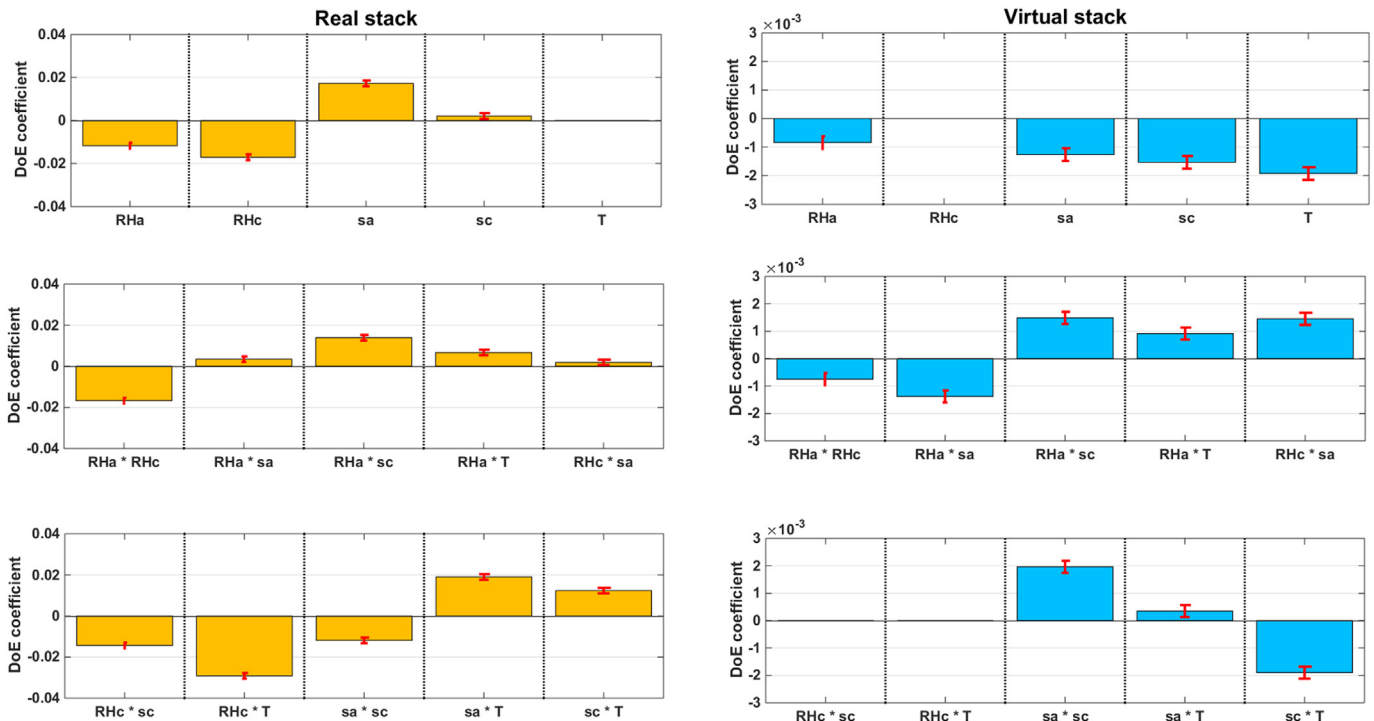 Real stack
0.04
0.02
0
-0.02
-0.04
DoE coefficient
RHa RHc sa sc T
Virtual stack
×10⁻³
3
2
1
0
-1
-2
-3
DoE coefficient
RHa RHc sa sc T
0.04
0.02
0
-0.02
-0.04
DoE coefficient
RHa * RHc RHa * sa RHa * sc RHa * T RHc * sa
×10⁻³
3
2
1
0
-1
-2
-3
DoE coefficient
RHa * RHc RHa * sa RHa * sc RHa * T RHc * sa
0.04
0.02
0
-0.02
-0.04
DoE coefficient
RHc * sc RHc * T sa * sc sa * T sc * T
×10⁻³
3
2
1
0
-1
-2
-3
DoE coefficient
RHc * sc RHc * T sa * sc sa * T sc * T